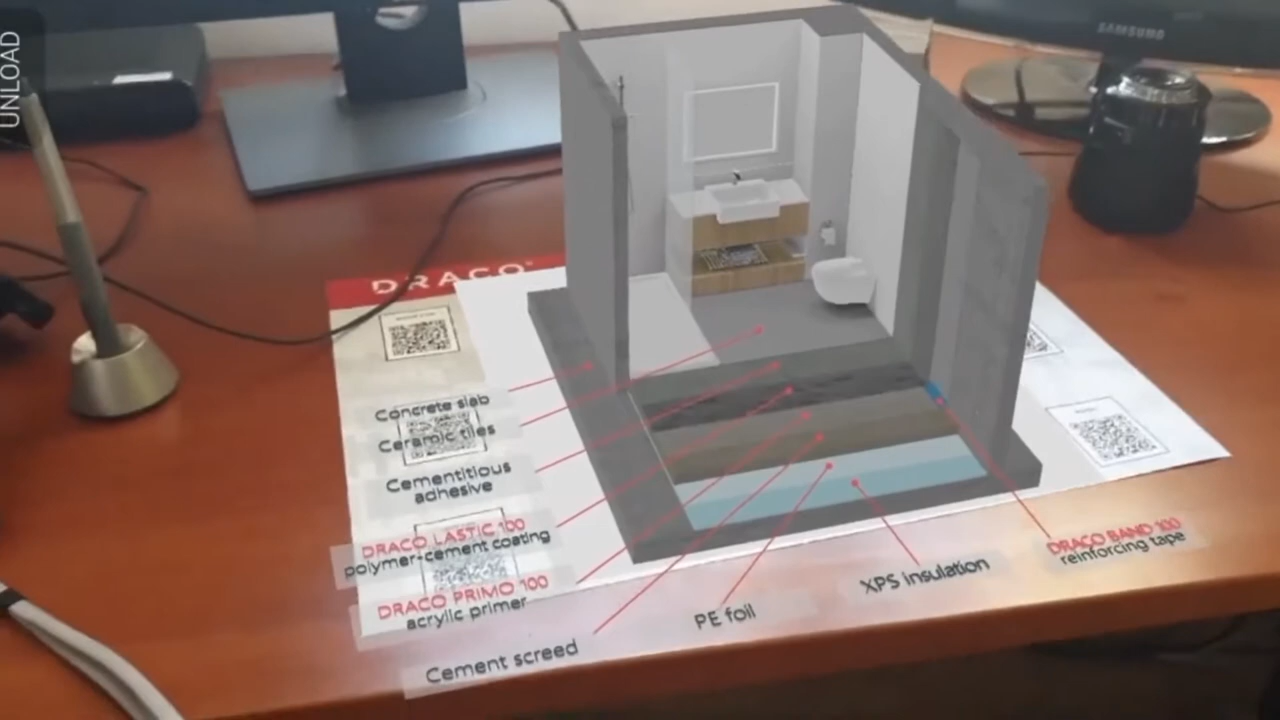 UNLOAD
SAMSUNG
DRACO
Concrete slab
Ceramic tiles
Cementitious
adhesive
DRACO LASTIC 100
polymer-cement coating
DRACO PRIMO 100
acrylic primer
Cement screed
PE foil
XPS insulation
DRACO BAND 100
reinforcing tape